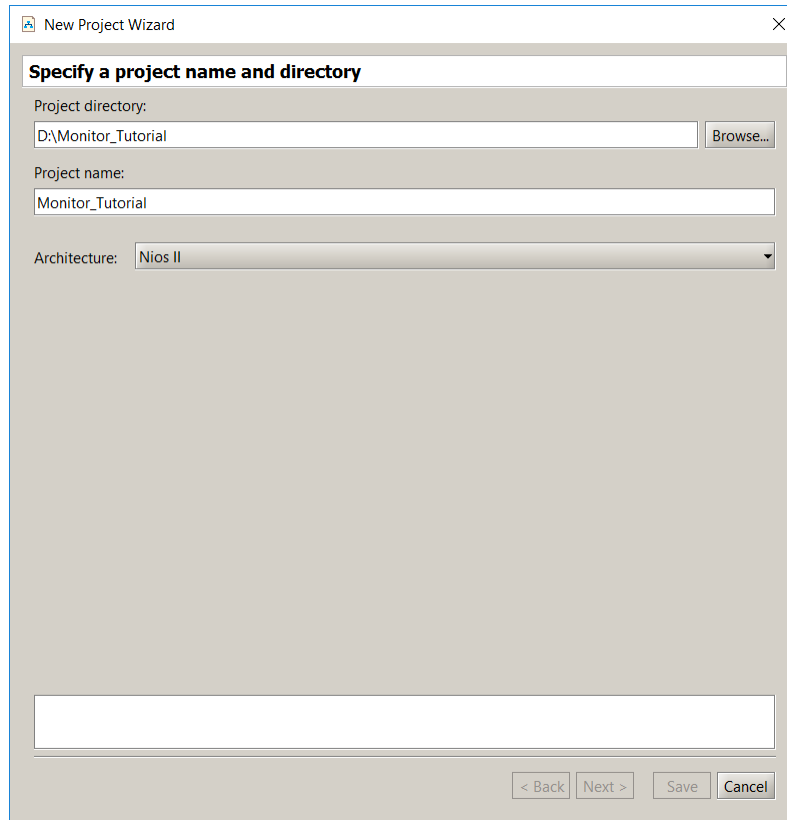 New Project Wizard
Specify a project name and directory
Project directory:
D:\Monitor_Tutorial
Browse...
Project name:
Monitor_Tutorial
Architecture: Nios II
< Back Next > Save Cancel